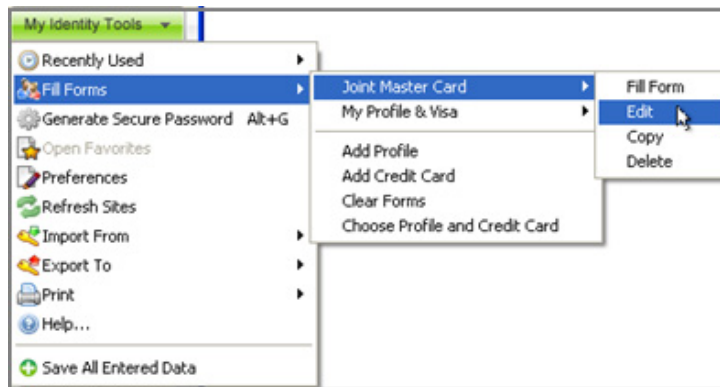 My Identity Tools
Recently Used
Fill Forms
Generate Secure Password Alt+G
Open Favorites
Preferences
Refresh Sites
Import From
Export To
Print
Help...
Save All Entered Data
Joint Master Card
My Profile & Visa
Add Profile
Add Credit Card
Clear Forms
Choose Profile and Credit Card
Fill Form
Edit
Copy
Delete